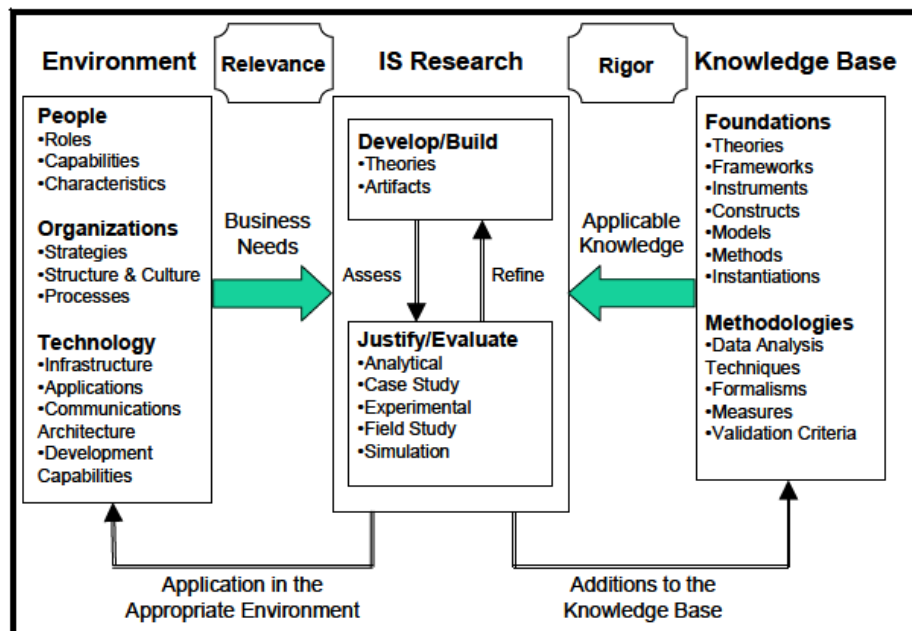 Environment
Relevance
IS Research
Rigor
Knowledge Base
People
•Roles
•Capabilities
•Characteristics
Organizations
•Strategies
•Structure & Culture
•Processes
Technology
•Infrastructure
•Applications
•Communications
Architecture
•Development
Capabilities
Business
Needs
Develop/Build
•Theories
•Artifacts
Assess
Refine
Justify/Evaluate
•Analytical
•Case Study
•Experimental
•Field Study
•Simulation
Applicable
Knowledge
Foundations
•Theories
•Frameworks
•Instruments
•Constructs
•Models
•Methods
•Instantiations
Methodologies
•Data Analysis
Techniques
•Formalisms
•Measures
•Validation Criteria
Application in the
Appropriate Environment
Additions to the
Knowledge Base